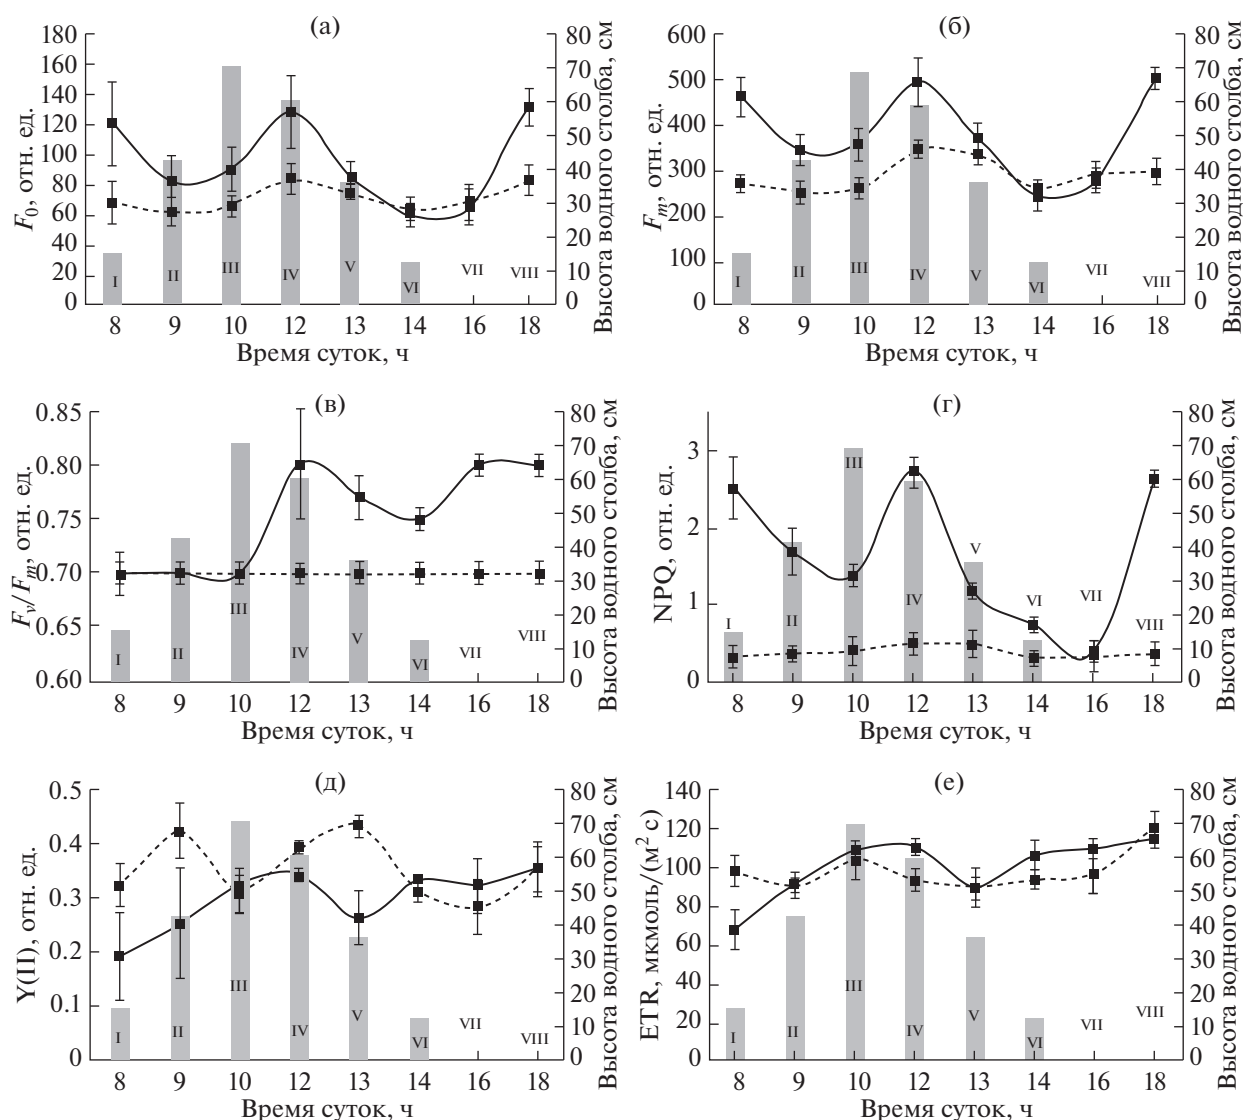 (а)
F0, отн. ед.
180
160
140
120
100
80
60
40
20
0
80
70
60
50
40
30
20
10
0
Высота водного столба, см
I II III IV V VI VII VIII
8 9 10 12 13 14 16 18
Время суток, ч
(б)
Fm, отн. ед.
600
500
400
300
200
100
0
80
70
60
50
40
30
20
10
0
Высота водного столба, см
I II III IV V VI VII VIII
8 9 10 12 13 14 16 18
Время суток, ч
(в)
Fv/Fm, отн. ед.
0.85
0.80
0.75
0.70
0.65
0.60
80
70
60
50
40
30
20
10
0
Высота водного столба, см
I II III IV V VI VII VIII
8 9 10 12 13 14 16 18
Время суток, ч
(г)
NPQ, отн. ед.
3
2
1
0
80
70
60
50
40
30
20
10
0
Высота водного столба, см
I II III IV V VI VII VIII
8 9 10 12 13 14 16 18
Время суток, ч
(д)
Y(II), отн. ед.
0.5
0.4
0.3
0.2
0.1
0
80
70
60
50
40
30
20
10
0
Высота водного столба, см
I II III IV V VI VII VIII
8 9 10 12 13 14 16 18
Время суток, ч
(е)
ETR, мкмоль/(м2 с)
140
120
100
80
60
40
20
0
80
70
60
50
40
30
20
10
0
Высота водного столба, см
I II III IV V VI VII VIII
8 9 10 12 13 14 16 18
Время суток, ч